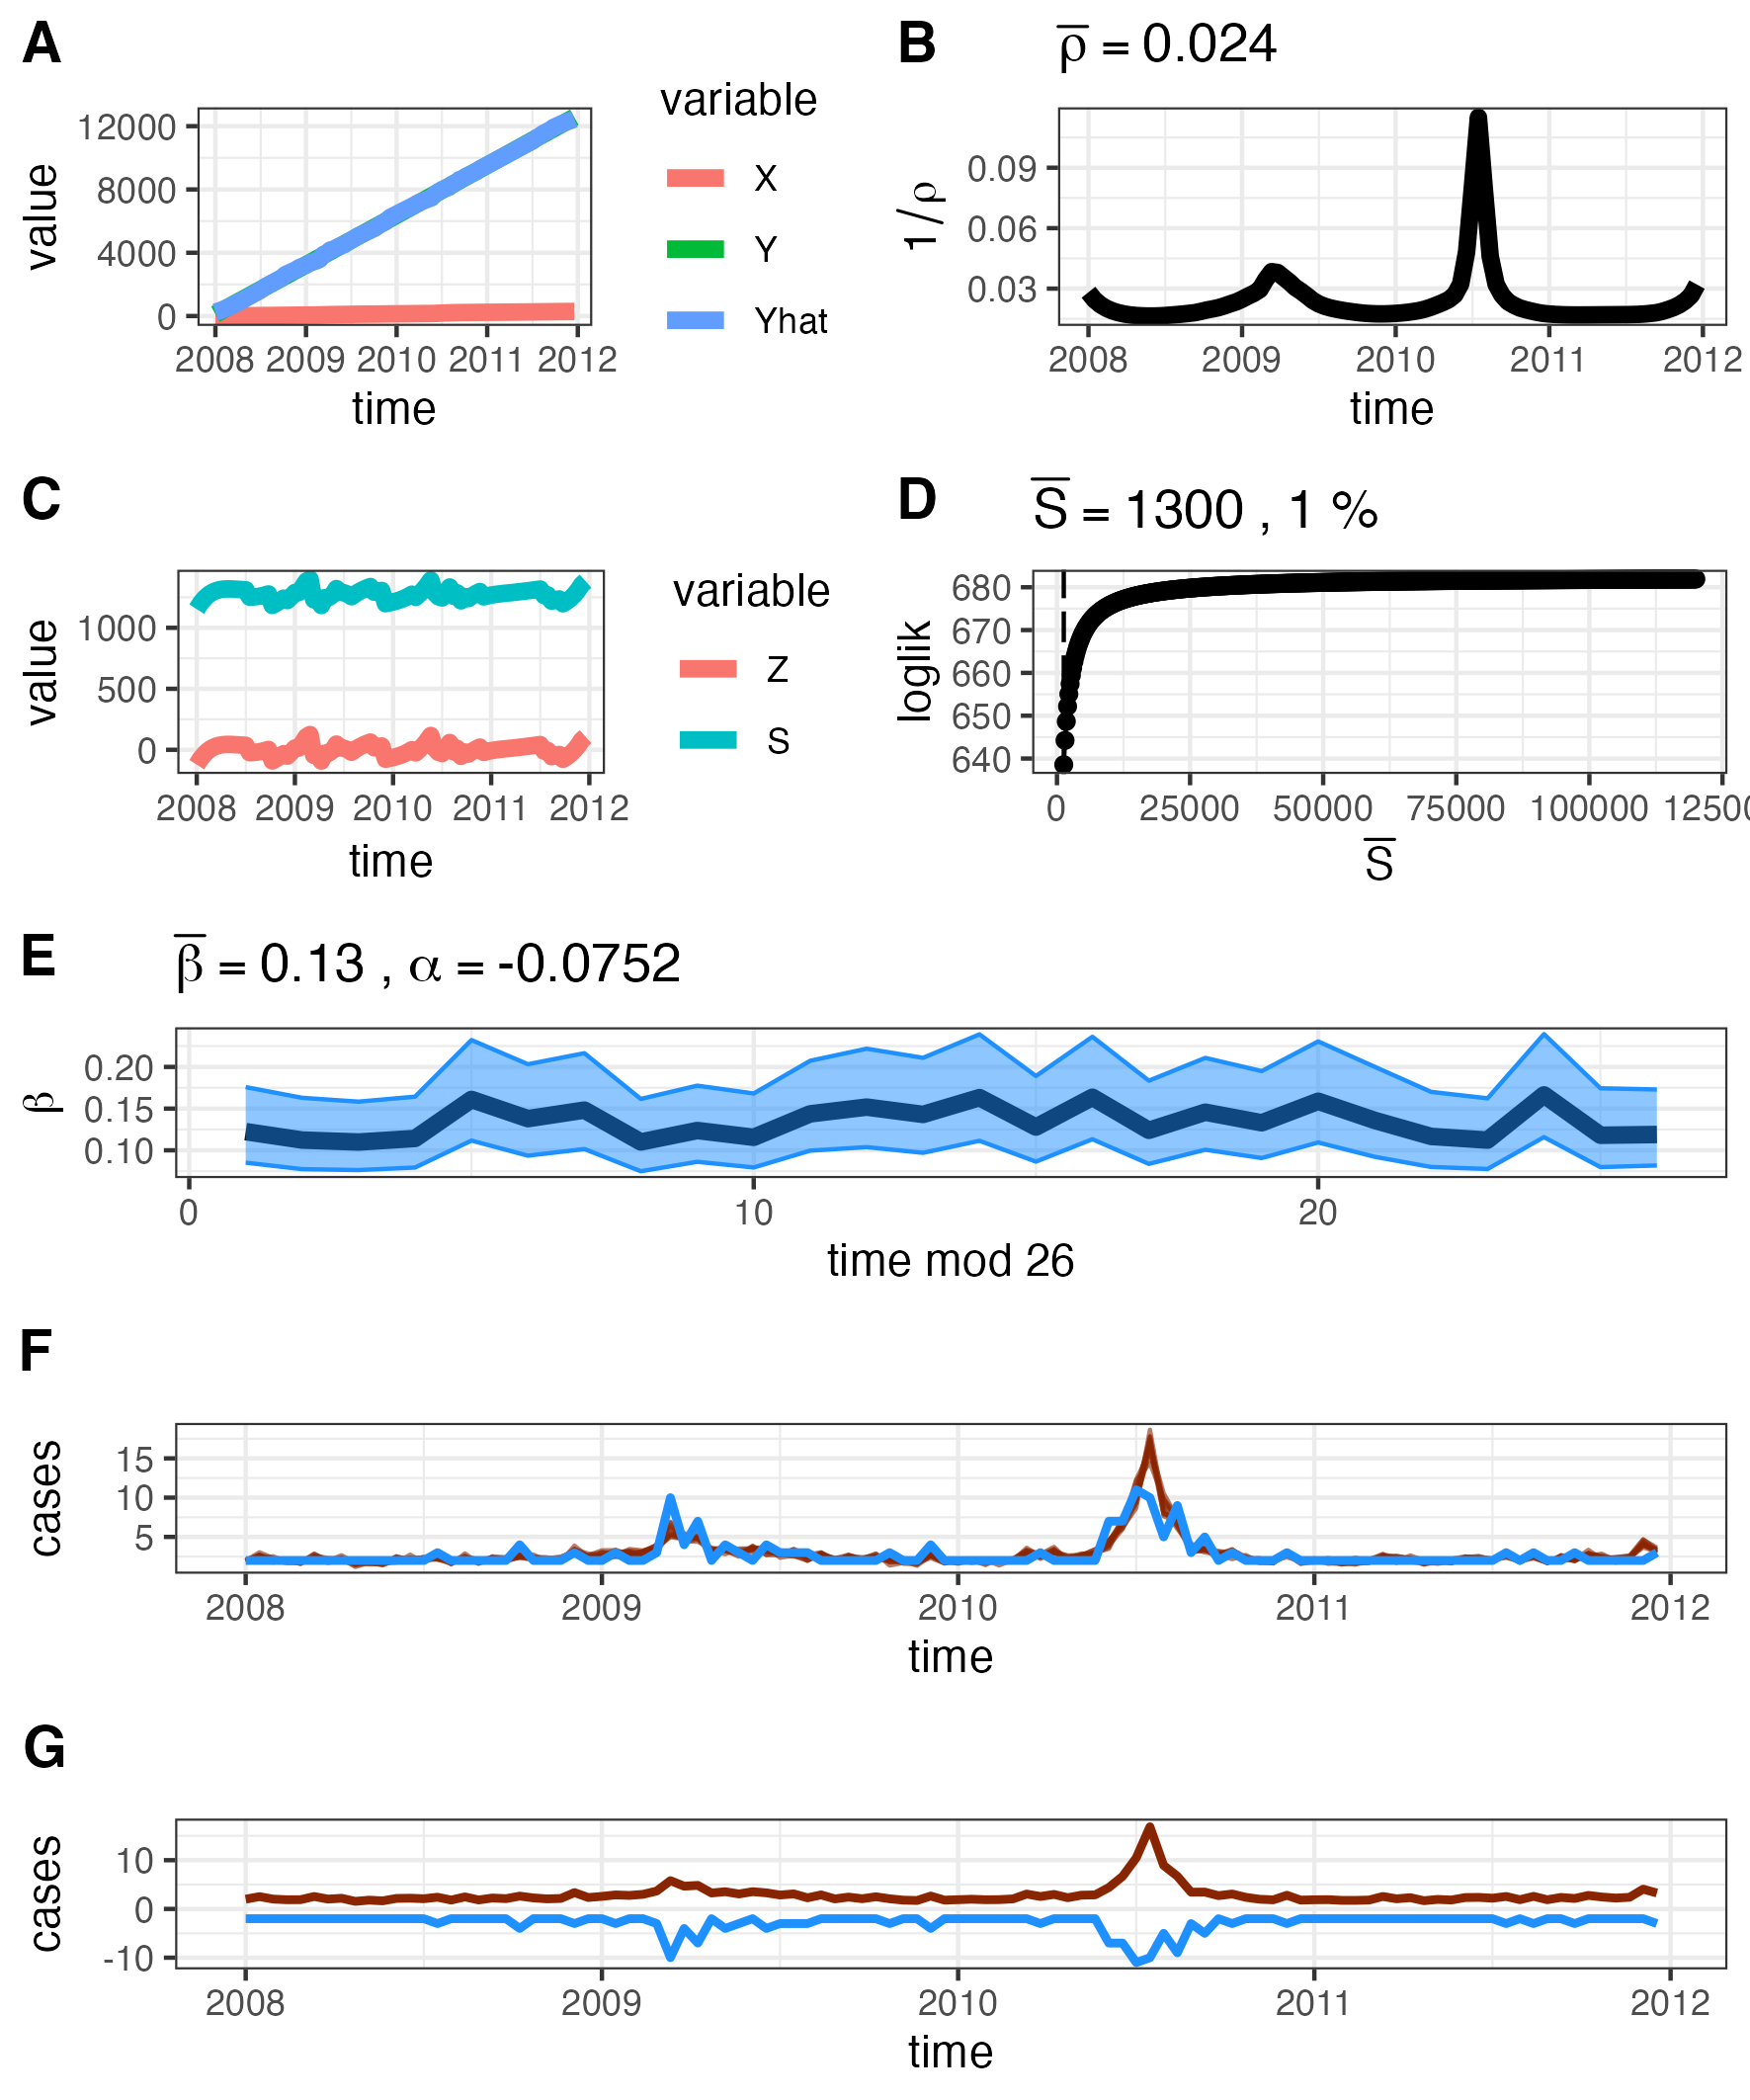 A
12000
8000
4000
0
value
2008 2009 2010 2011 2012
time
variable
X
Y
Yhat
B
ρ̅ = 0.024
0.09
0.06
0.03
1/ρ
2008 2009 2010 2011 2012
time
C
1000
500
0
value
2008 2009 2010 2011 2012
time
variable
Z
S
D
S̅ = 1300 , 1 %
680
670
660
650
640
loglik
0 25000 50000 75000 100000 12500
S̅
E
β̅ = 0.13 , α = -0.0752
0.20
0.15
0.10
β
0 10 20
time mod 26
F
15
10
5
cases
2008 2009 2010 2011 2012
time
G
10
0
-10
cases
2008 2009 2010 2011 2012
time